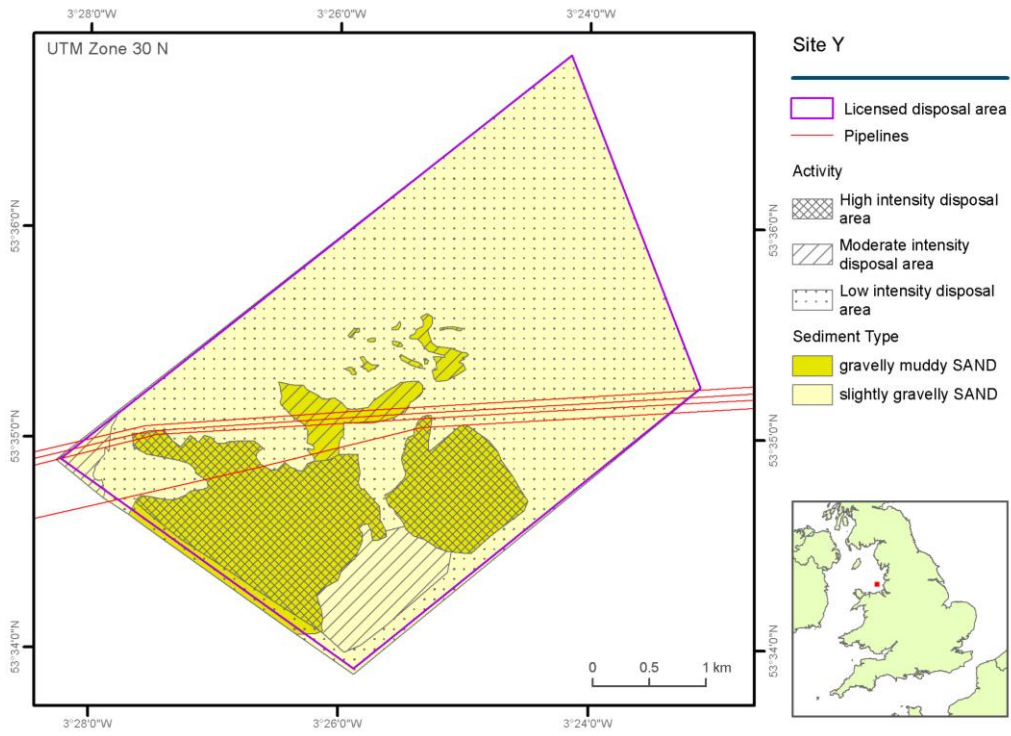 3°28'0"W 3°26'0"W 3°24'0"W
UTM Zone 30 N
53°36'0"N
53°35'0"N
53°34'0"N
53°36'0"N
53°35'0"N
53°34'0"N
0 0.5 1 km
3°28'0"W 3°26'0"W 3°24'0"W
Site Y
Licensed disposal area
Pipelines
Activity
High intensity disposal
area
Moderate intensity
disposal area
Low intensity disposal
area
Sediment Type
gravelly muddy SAND
slightly gravelly SAND